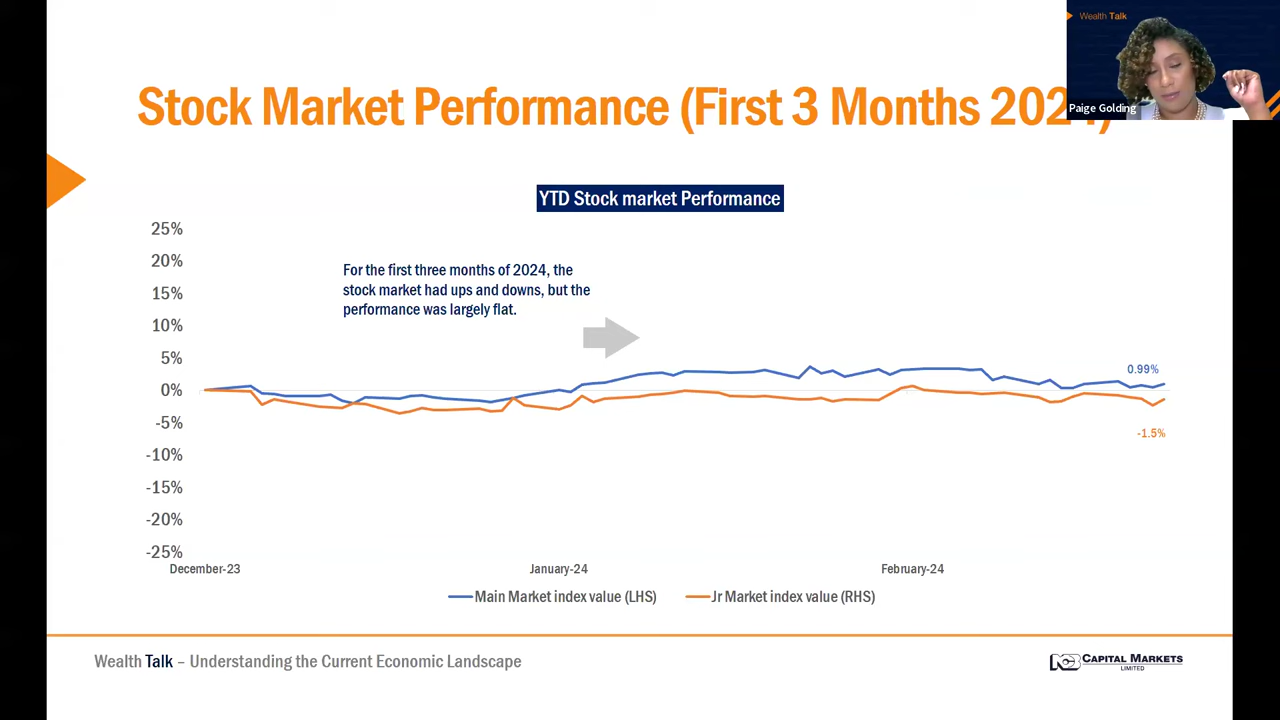 Wealth Talk
Paige Golding
Stock Market Performance (First 3 Months 2024)
YTD Stock market Performance
25%
20%
15%
10%
5%
0%
-5%
-10%
-15%
-20%
-25%
For the first three months of 2024, the
stock market had ups and downs, but the
performance was largely flat.
0.99%
-1.5%
December-23
January-24
February-24
Main Market index value (LHS)
Jr Market index value (RHS)
Wealth Talk – Understanding the Current Economic Landscape
NCB CAPITAL MARKETS
LIMITED